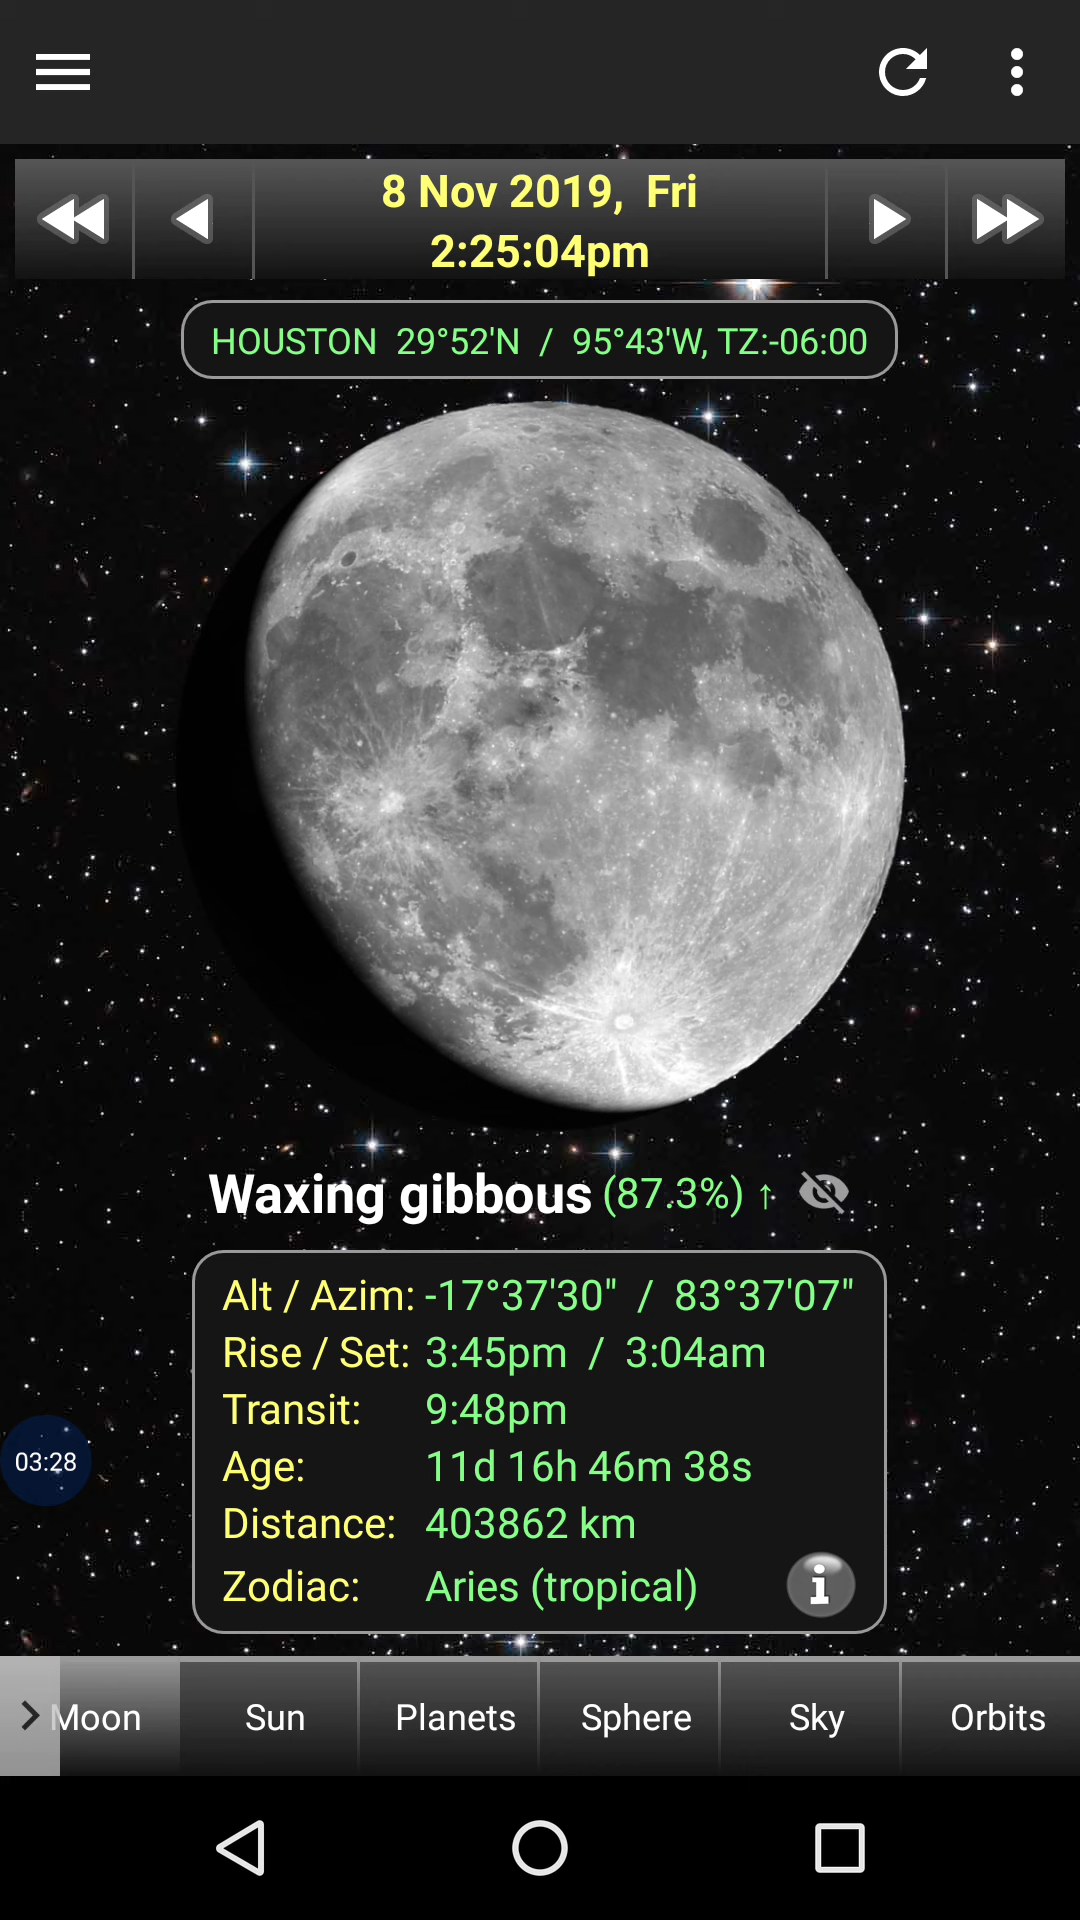 8 Nov 2019,  Fri
2:25:04pm
HOUSTON  29°52'N  /  95°43'W, TZ:-06:00
Waxing gibbous (87.3%) ↑
Alt / Azim: -17°37'30"  /  83°37'07"
Rise / Set: 3:45pm  /  3:04am
Transit: 9:48pm
03:28
Age: 11d 16h 46m 38s
Distance: 403862 km
Zodiac: Aries (tropical) i
Moon Sun Planets Sphere Sky Orbits